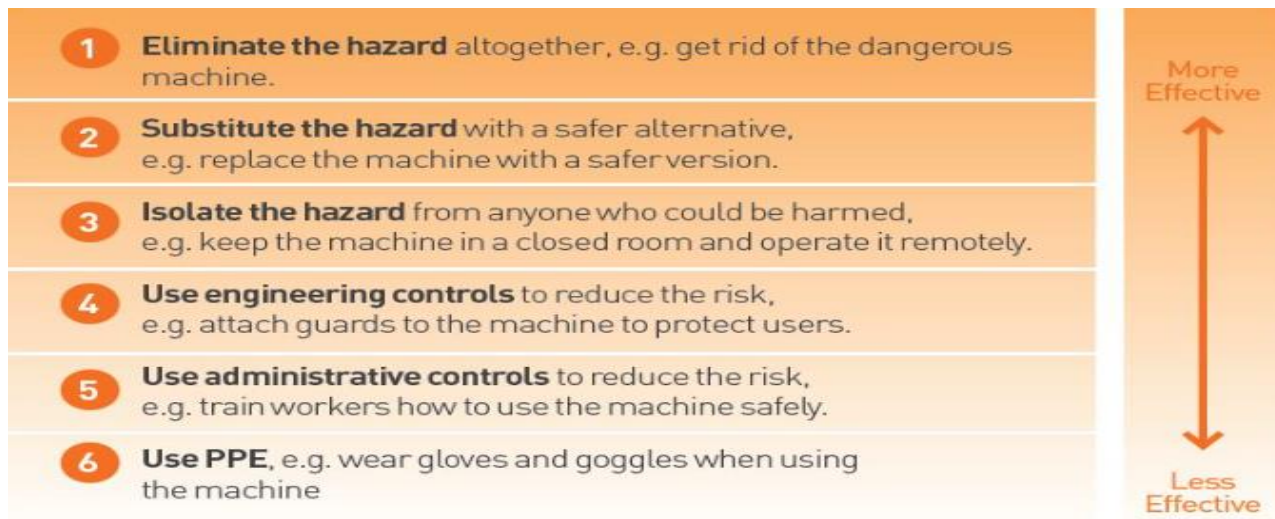 1 Eliminate the hazard altogether, e.g. get rid of the dangerous
machine.
2 Substitute the hazard with a safer alternative,
e.g. replace the machine with a safer version.
3 Isolate the hazard from anyone who could be harmed,
e.g. keep the machine in a closed room and operate it remotely.
4 Use engineering controls to reduce the risk,
e.g. attach guards to the machine to protect users.
5 Use administrative controls to reduce the risk,
e.g. train workers how to use the machine safely.
6 Use PPE, e.g. wear gloves and goggles when using
the machine
More
Effective
Less
Effective